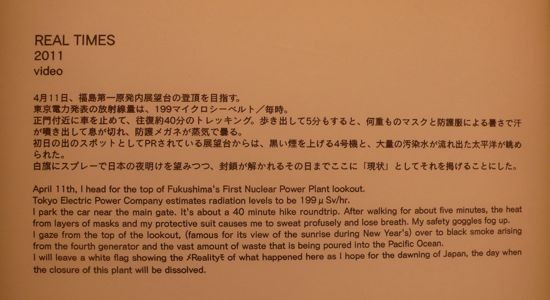 REAL TIMES
2011
video
4月11日、福島第一原発内展望台の登頂を目指す。
東京電力発表の放射線量は、199マイクロシーベルト／毎時。
正門付近に車を止めて、往復約40分のトレッキング。歩き出して5分もすると、何重ものマスクと防護服による暑さで汗
が噴き出して息が切れ、防護メガネが蒸気で曇る。
初日の出のスポットとしてPRされている展望台からは、黒い煙を上げる4号機と、大量の汚染水が流れ出た太平洋が眺め
られた。
白旗にスプレーで日本の夜明けを望みつつ、封鎖が解かれるその日までここに「現状」としてそれを掲げることにした。
April 11th, I head for the top of Fukushima's First Nuclear Power Plant lookout.
Tokyo Electric Power Company estimates radiation levels to be 199 μ Sv/hr.
I park the car near the main gate. It's about a 40 minute hike roundtrip. After walking for about five minutes, the heat
from layers of masks and my protective suit causes me to sweat profusely and lose breath. My safety goggles fog up.
I gaze from the top of the lookout, (famous for its view of the sunrise during New Year's) over to black smoke arising
from the fourth generator and the vast amount of waste that is being poured into the Pacific Ocean.
I will leave a white flag showing the メRealityモ of what happened here as I hope for the dawning of Japan, the day when
the closure of this plant will be dissolved.